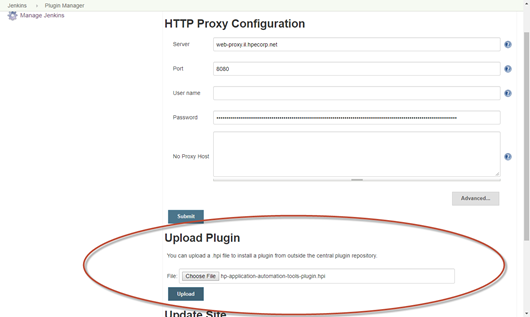 Jenkins › Plugin Manager
Manage Jenkins
HTTP Proxy Configuration
Server web-proxy.il.hpecorp.net
Port 8080
User name
Password ••••••••••••••••••••••••••••••••••••••••••••••••
No Proxy Host
Advanced...
Submit
Upload Plugin
You can upload a .hpi file to install a plugin from outside the central plugin repository.
File: Choose File hp-application-automation-tools-plugin.hpi
Upload
Update Site